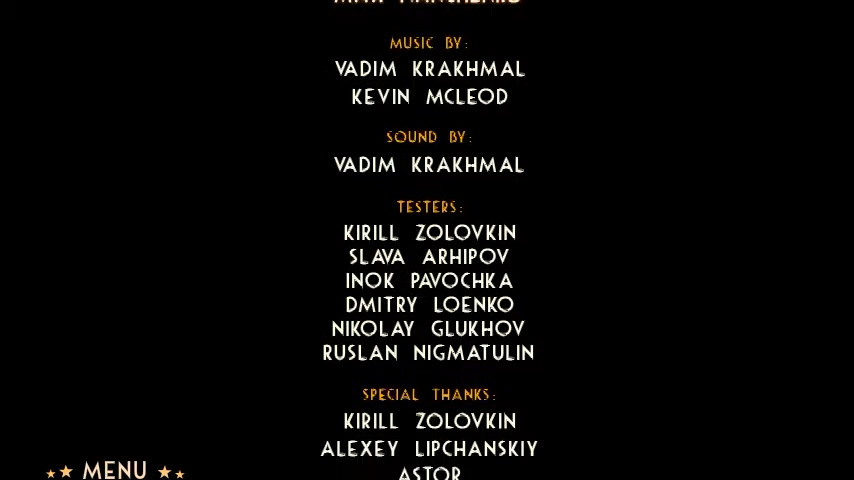 MUSIC BY:
VADIM KRAKHMAL
KEVIN MCLEOD
SOUND BY:
VADIM KRAKHMAL
TESTERS:
KIRILL ZOLOVKIN
SLAVA ARHIPOV
INOK PAVOCHKA
DMITRY LOENKO
NIKOLAY GLUKHOV
RUSLAN NIGMATULIN
SPECIAL THANKS:
KIRILL ZOLOVKIN
ALEXEY LIPCHANSKIY
ASTOR
MENU